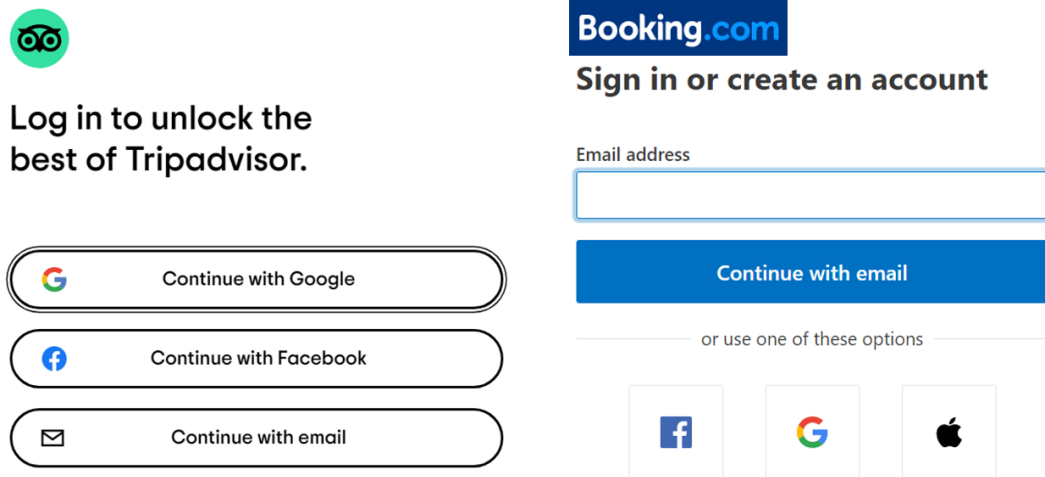 Log in to unlock the
best of Tripadvisor.
Continue with Google
Continue with Facebook
Continue with email
Booking.com
Sign in or create an account
Email address
Continue with email
or use one of these options